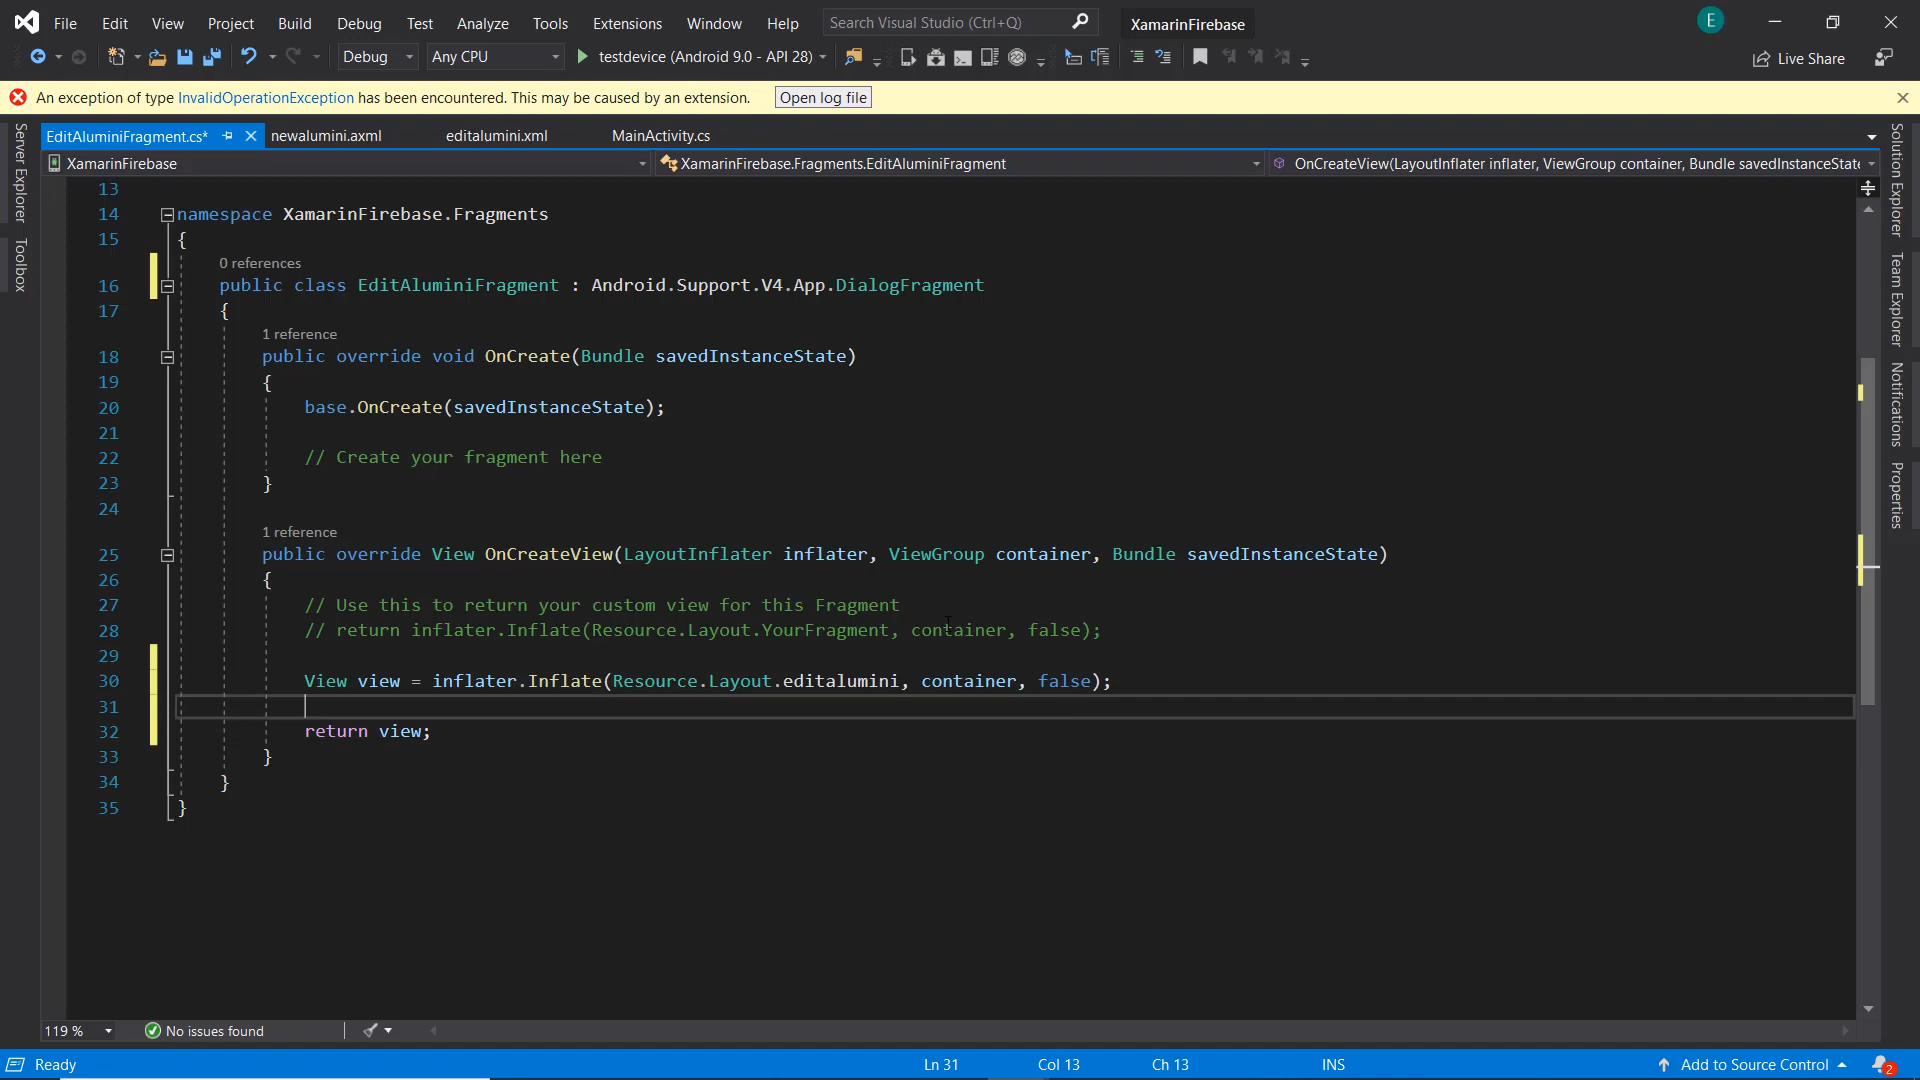 File Edit View Project Build Debug Test Analyze Tools Extensions Window Help Search Visual Studio (Ctrl+Q) XamarinFirebase E
Debug Any CPU testdevice (Android 9.0 - API 28) Live Share
An exception of type InvalidOperationException has been encountered. This may be caused by an extension. Open log file
EditAluminiFragment.cs* newalumini.axml editalumini.xml MainActivity.cs
XamarinFirebase XamarinFirebase.Fragments.EditAluminiFragment OnCreateView(LayoutInflater inflater, ViewGroup container, Bundle savedInstanceState
Server Explorer
Toolbox
13
14 namespace XamarinFirebase.Fragments
15 {
0 references
16 public class EditAluminiFragment : Android.Support.V4.App.DialogFragment
17 {
1 reference
18 public override void OnCreate(Bundle savedInstanceState)
19 {
20 base.OnCreate(savedInstanceState);
21
22 // Create your fragment here
23 }
24
1 reference
25 public override View OnCreateView(LayoutInflater inflater, ViewGroup container, Bundle savedInstanceState)
26 {
27 // Use this to return your custom view for this Fragment
28 // return inflater.Inflate(Resource.Layout.YourFragment, container, false);
29
30 View view = inflater.Inflate(Resource.Layout.editalumini, container, false);
31
32 return view;
33 }
34 }
35 }
Solution Explorer
Team Explorer
Notifications
Properties
119 % No issues found
Ready Ln 31 Col 13 Ch 13 INS Add to Source Control 2